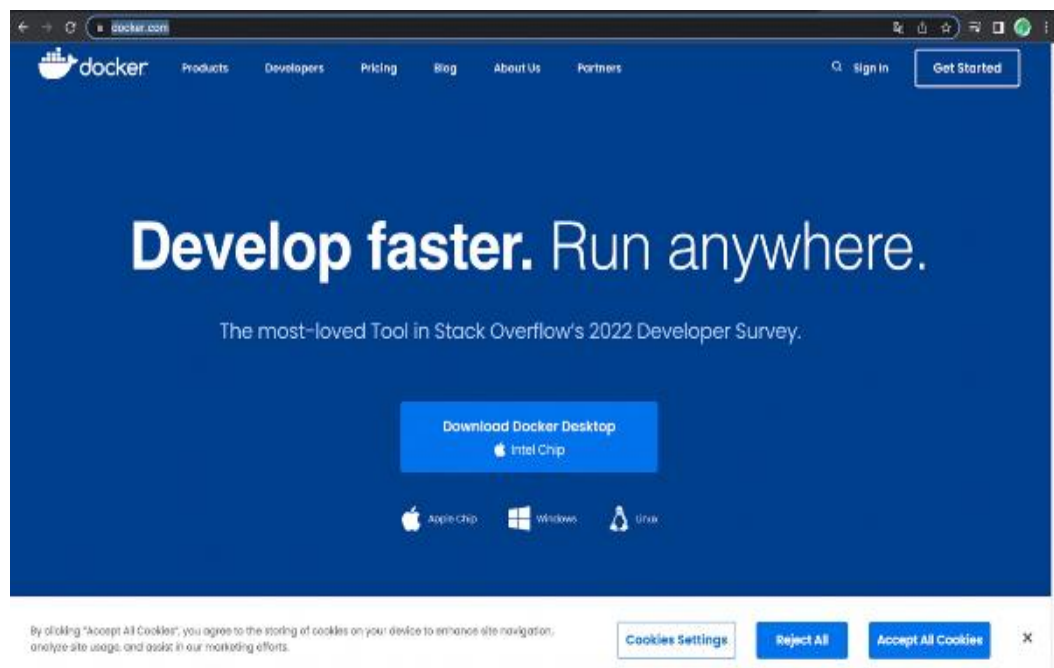 docker.com
docker Products Developers Pricing Blog About Us Partners Sign In Get Started
Develop faster. Run anywhere.
The most-loved Tool in Stack Overflow's 2022 Developer Survey.
Download Docker Desktop
Intel Chip
Apple Chip Windows Linux
By clicking "Accept All Cookies", you agree to the storing of cookies on your device to enhance site navigation,
analyze site usage, and assist in our marketing efforts.
Cookies Settings Reject All Accept All Cookies